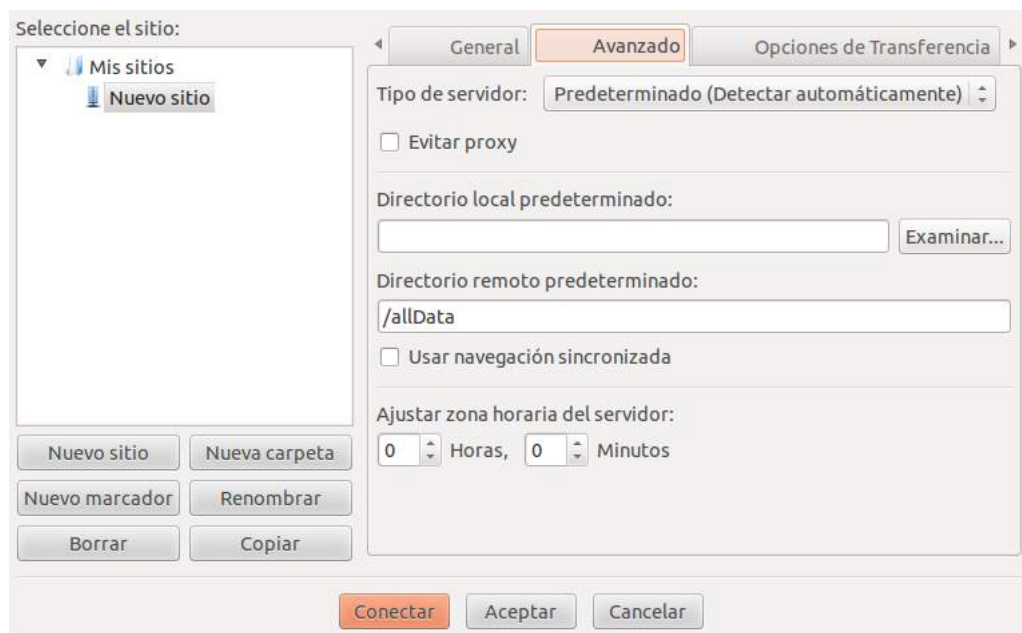 Seleccione el sitio:
Mis sitios
Nuevo sitio
Nuevo sitio Nueva carpeta
Nuevo marcador Renombrar
Borrar Copiar
General Avanzado Opciones de Transferencia
Tipo de servidor: Predeterminado (Detectar automáticamente)
Evitar proxy
Directorio local predeterminado:
Examinar...
Directorio remoto predeterminado:
/allData
Usar navegación sincronizada
Ajustar zona horaria del servidor:
0 Horas, 0 Minutos
Conectar Aceptar Cancelar